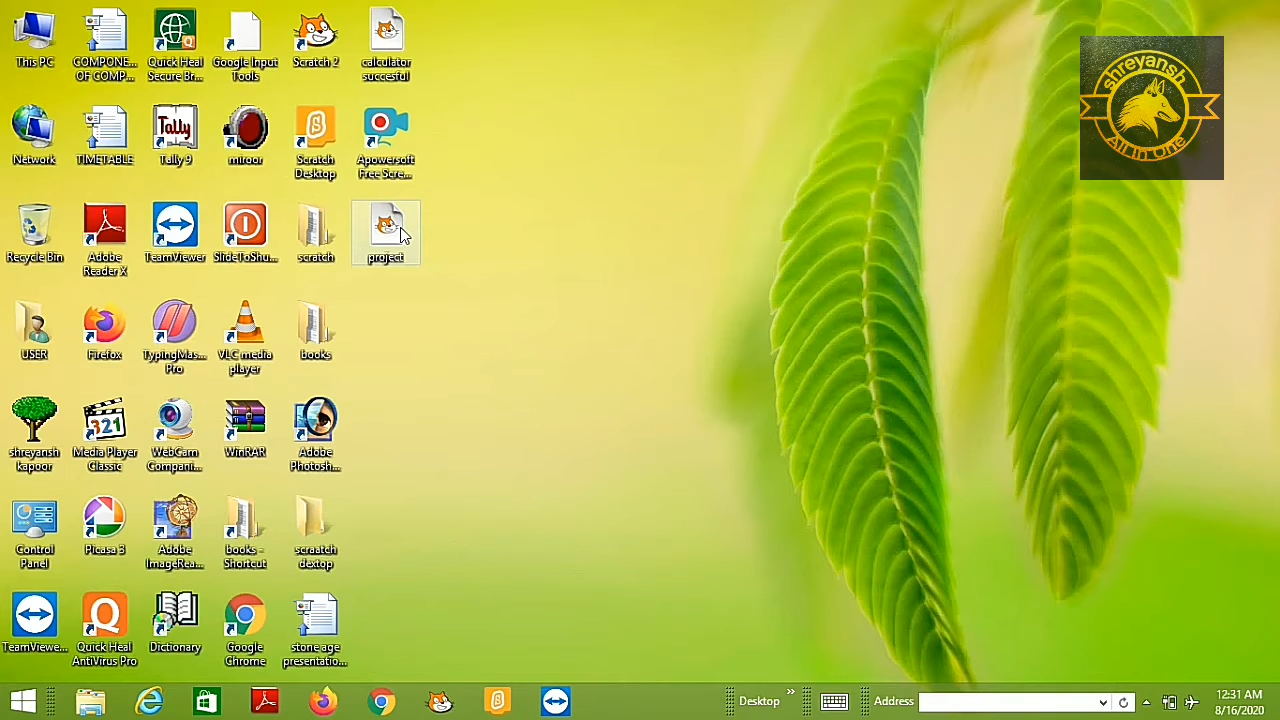 This PC
COMPONE...
OF COMP...
Quick Heal
Secure Br...
Google Input
Tools
Scratch 2
calculator
succesful
Network
TIMETABLE
Tally
Tally 9
miroor
Scratch
Desktop
Apowersoft
Free Scre...
Recycle Bin
Adobe
Reader X
TeamViewer
SlideToShu...
scratch
project
USER
Firefox
TypingMas...
Pro
VLC media
player
books
shreyansh
kapoor
321
Media Player
Classic
WebCam
Compani...
WinRAR
Adobe
Photosh...
Control
Panel
Picasa 3
Adobe
ImageRea...
books -
Shortcut
scraatch
dextop
TeamViewe...
Quick Heal
AntiVirus Pro
Dictionary
Google
Chrome
stone age
presentatio...
shreyansh
All In One
Desktop
Address
12:31 AM
8/16/2020